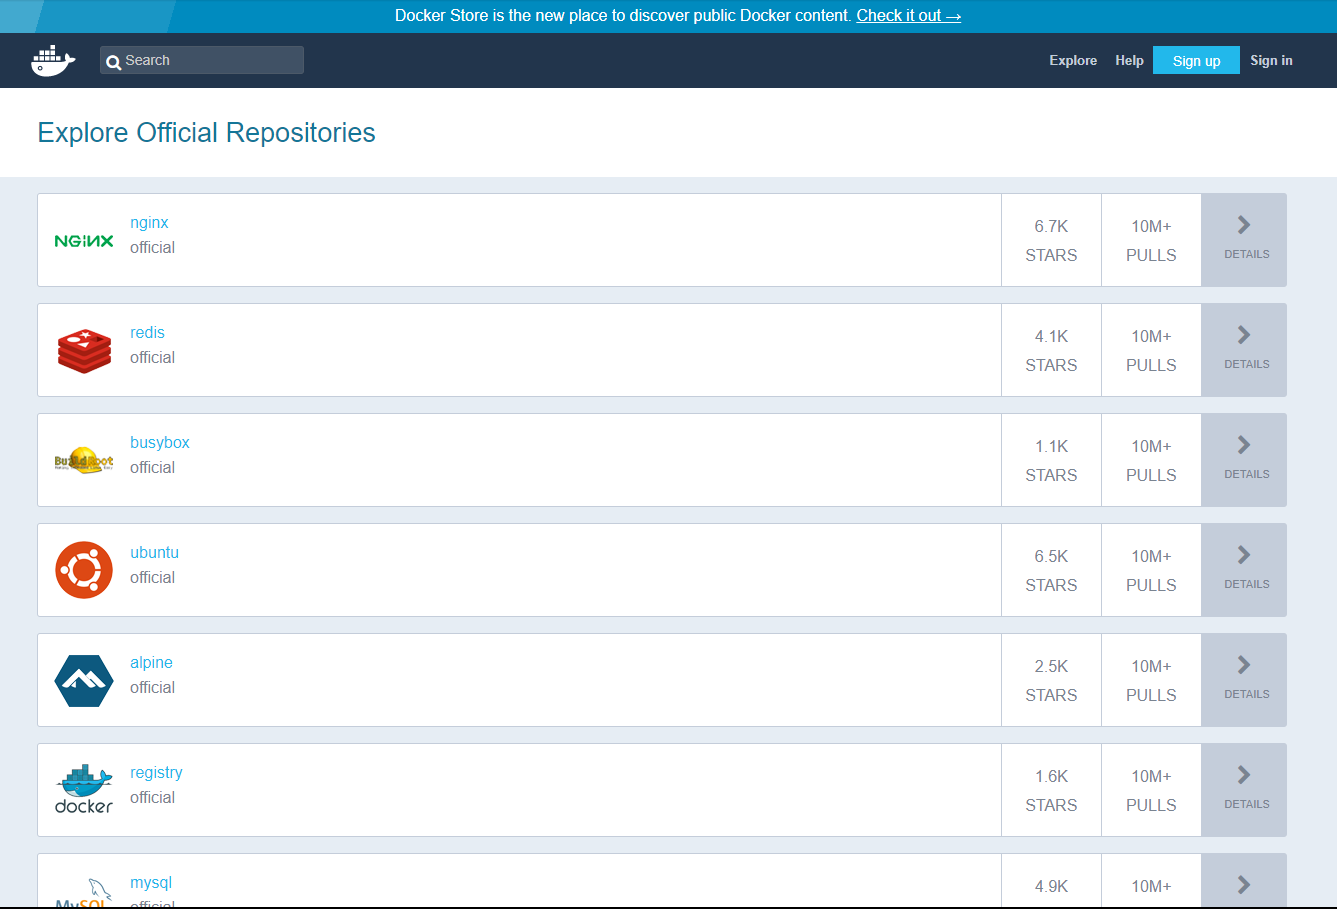 Docker Store is the new place to discover public Docker content. Check it out →
Search
Explore Help Sign up Sign in
Explore Official Repositories
NGINX
nginx
official
6.7K
STARS
10M+
PULLS
DETAILS
redis
official
4.1K
STARS
10M+
PULLS
DETAILS
busybox
official
1.1K
STARS
10M+
PULLS
DETAILS
ubuntu
official
6.5K
STARS
10M+
PULLS
DETAILS
alpine
official
2.5K
STARS
10M+
PULLS
DETAILS
docker
registry
official
1.6K
STARS
10M+
PULLS
DETAILS
MySQL
mysql
official
4.9K
10M+